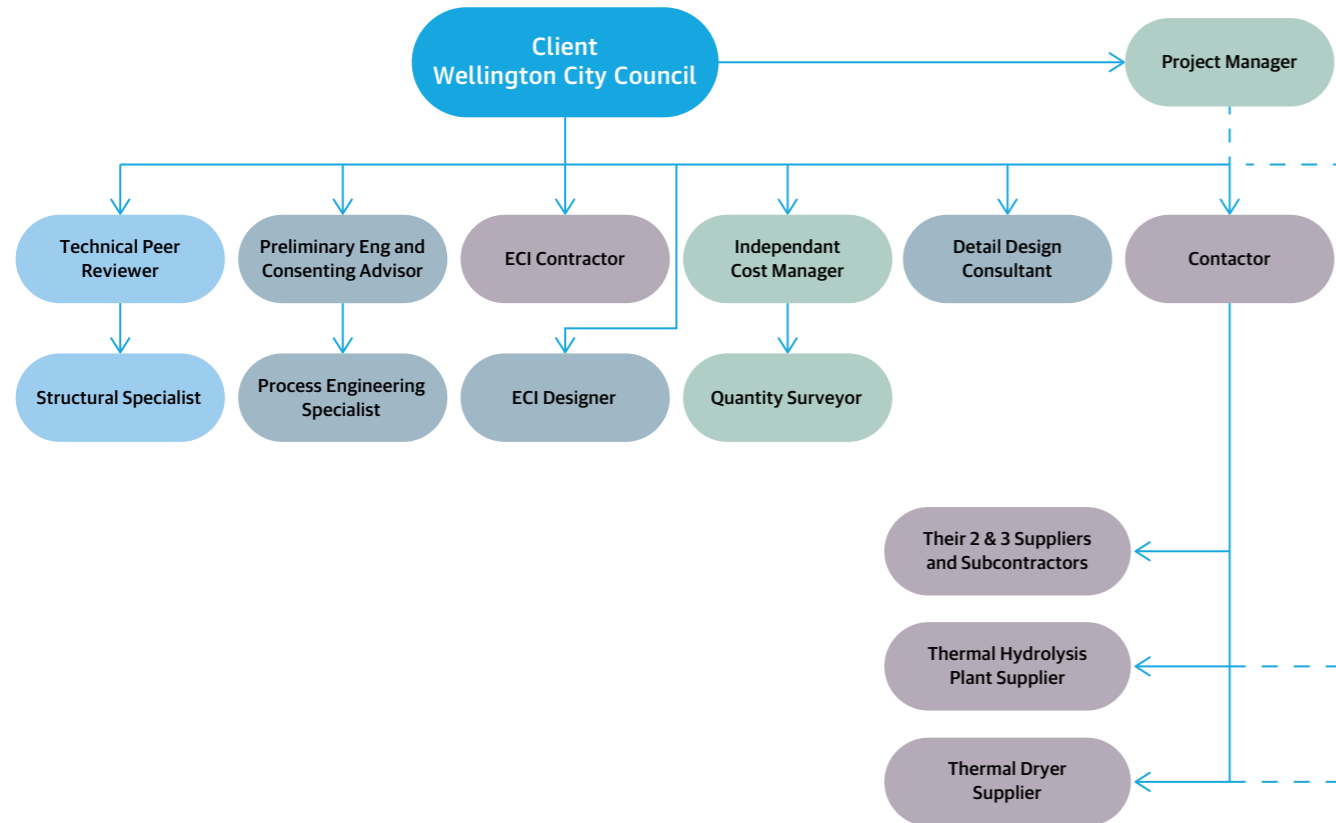 Client
Wellington City Council
Project Manager
Technical Peer
Reviewer
Preliminary Eng and
Consenting Advisor
ECI Contractor
Independant
Cost Manager
Detail Design
Consultant
Contactor
Structural Specialist
Process Engineering
Specialist
ECI Designer
Quantity Surveyor
Their 2 & 3 Suppliers
and Subcontractors
Thermal Hydrolysis
Plant Supplier
Thermal Dryer
Supplier